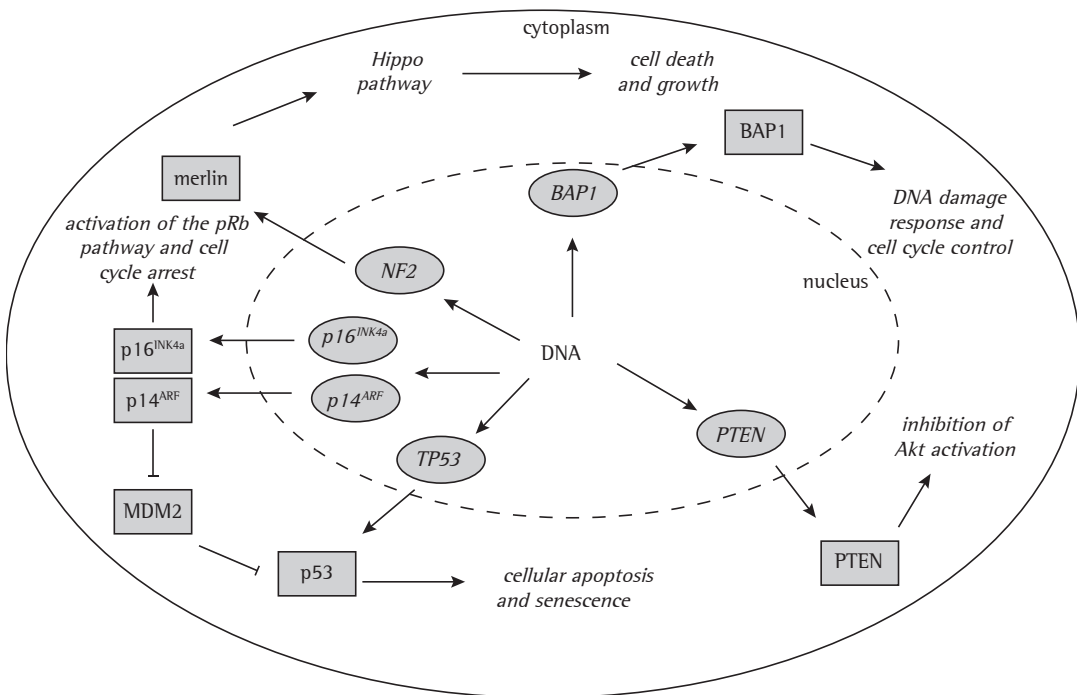 cytoplasm
Hippo
pathway
cell death
and growth
BAP1
merlin
BAP1
DNA damage
response and
cell cycle control
activation of the pRb
pathway and cell
cycle arrest
NF2
nucleus
p16INK4a
p16INK4a
DNA
p14ARF
p14ARF
TP53
PTEN
inhibition of
Akt activation
MDM2
p53
cellular apoptosis
and senescence
PTEN